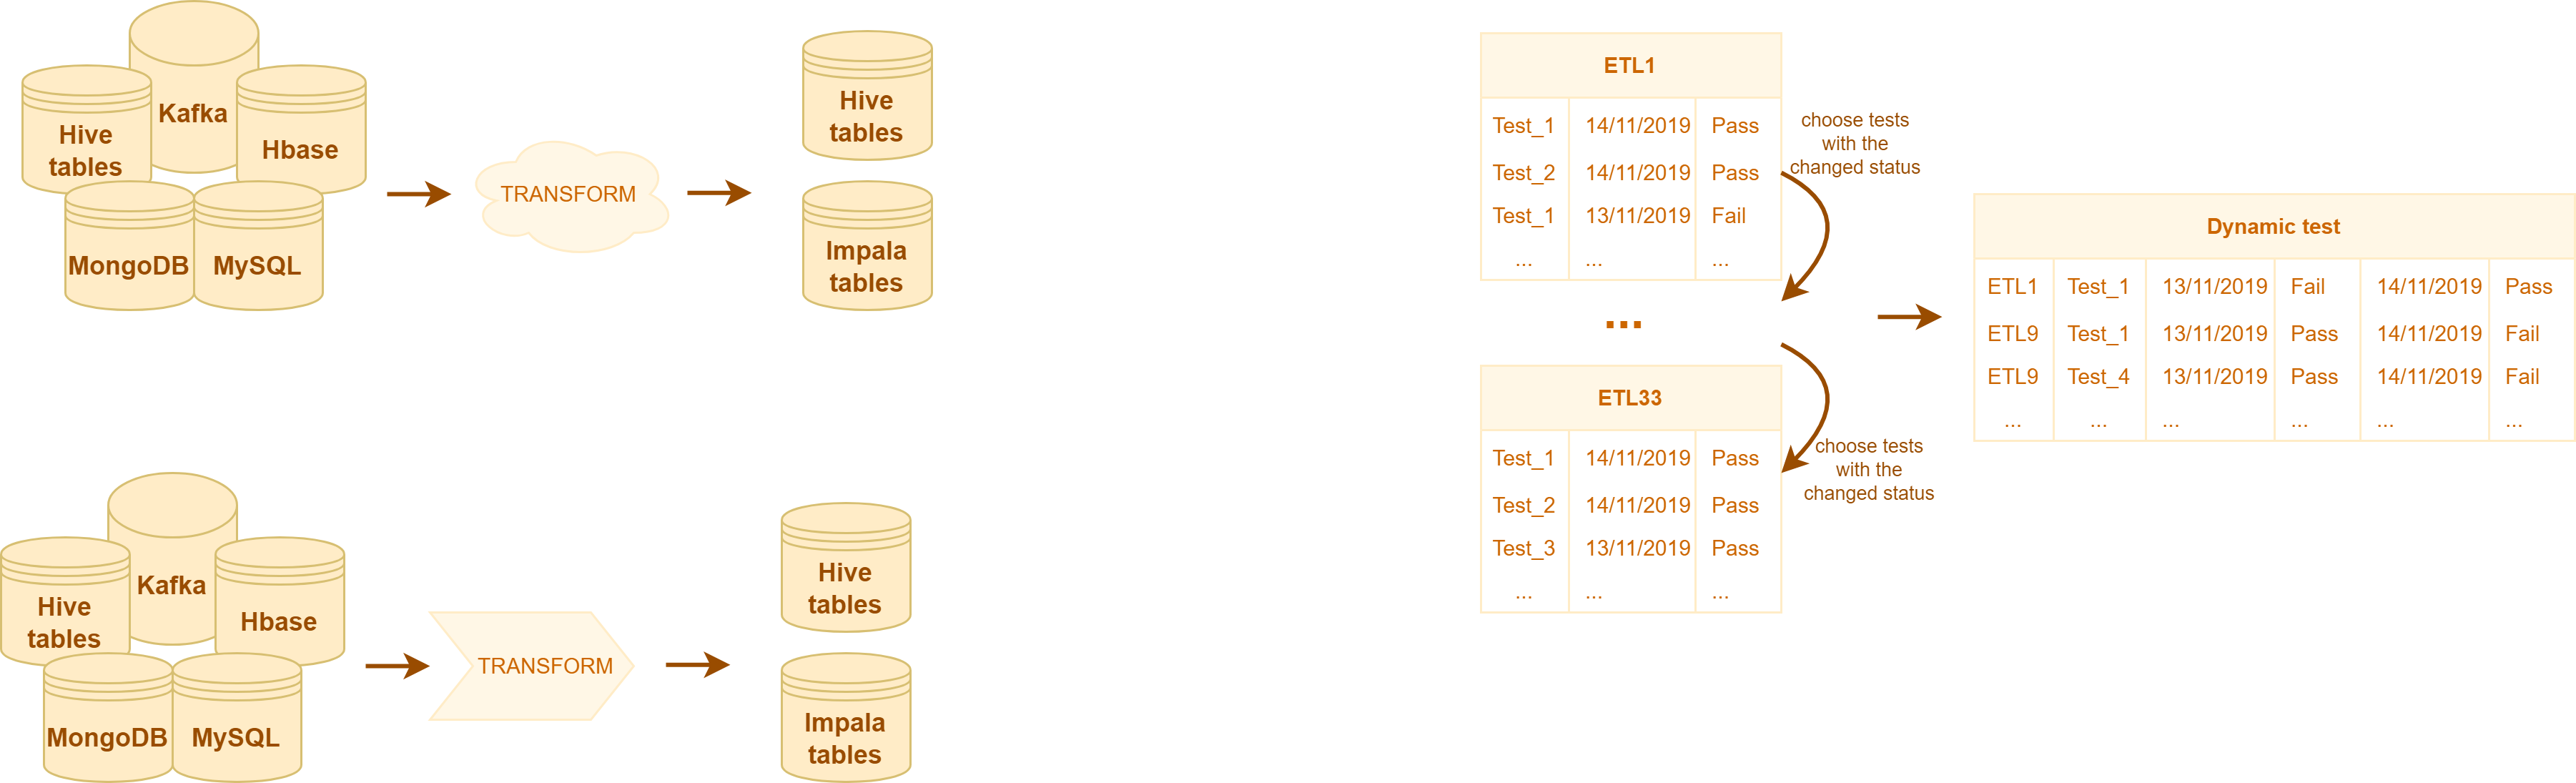 Kafka
Hive
tables
Hbase
MongoDB
MySQL
TRANSFORM
Hive
tables
Impala
tables
Kafka
Hive
tables
Hbase
MongoDB
MySQL
TRANSFORM
Hive
tables
Impala
tables
ETL1
Test_1 14/11/2019 Pass
Test_2 14/11/2019 Pass
Test_1 13/11/2019 Fail
... ... ...
choose tests
with the
changed status
...
ETL33
Test_1 14/11/2019 Pass
Test_2 14/11/2019 Pass
Test_3 13/11/2019 Pass
... ... ...
choose tests
with the
changed status
Dynamic test
ETL1 Test_1 13/11/2019 Fail 14/11/2019 Pass
ETL9 Test_1 13/11/2019 Pass 14/11/2019 Fail
ETL9 Test_4 13/11/2019 Pass 14/11/2019 Fail
... ... ... ... ... ...